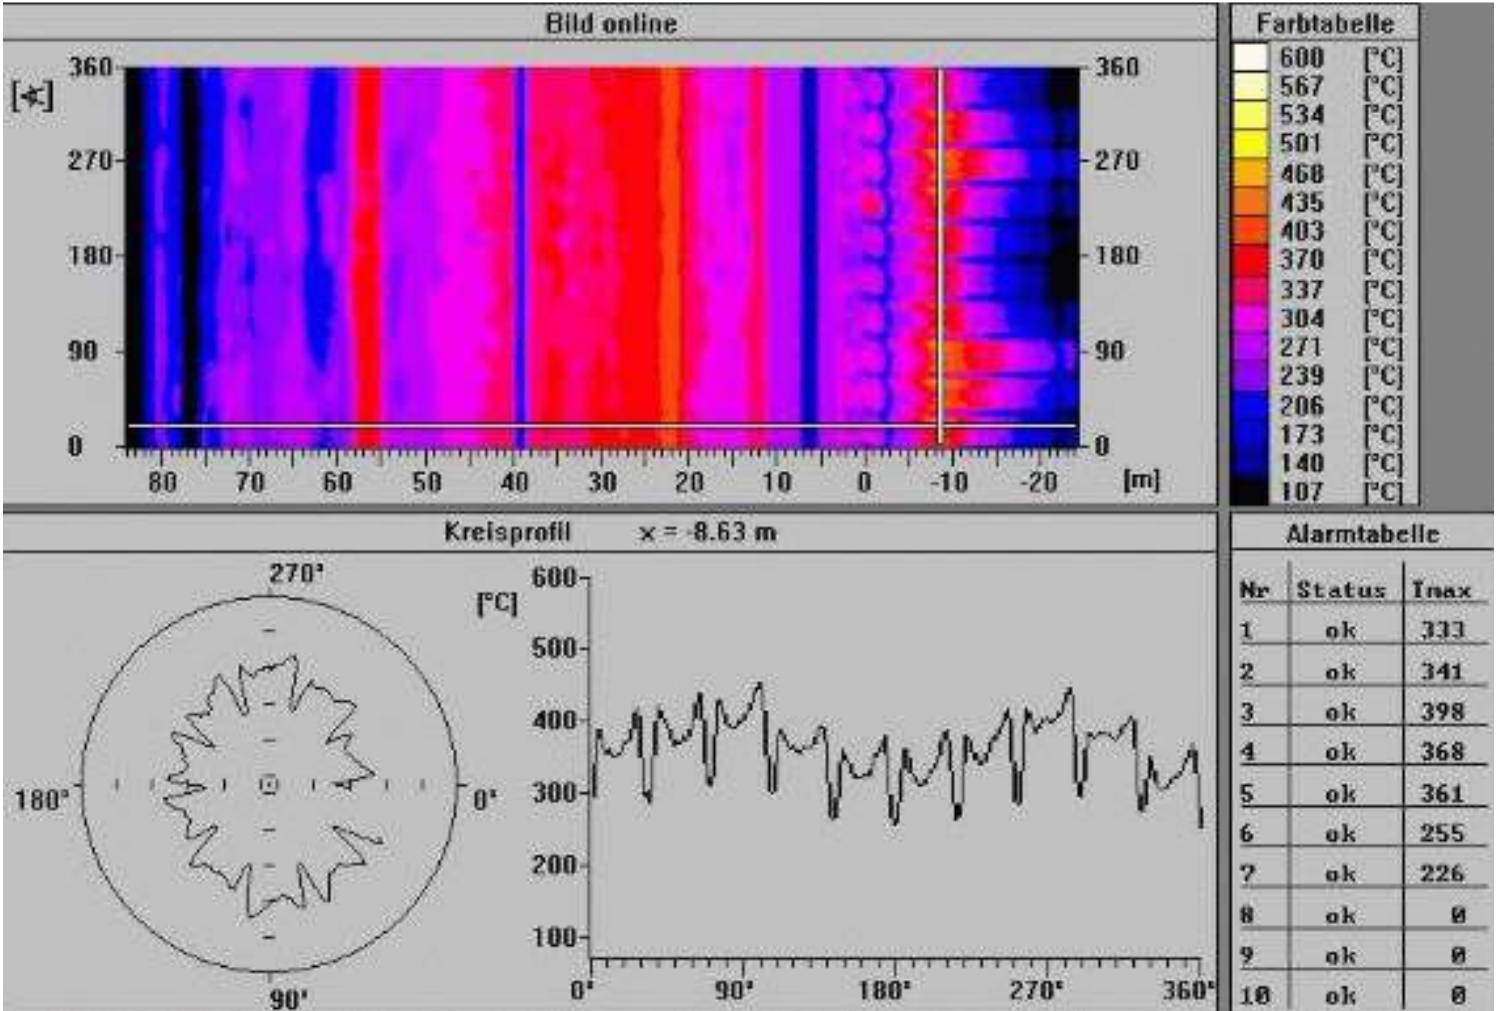 Bild online
360
270
180
90
0
360
270
180
90
0
80 70 60 50 40 30 20 10 0 -10 -20 [m]
Farbtabelle
600 [°C]
567 [°C]
534 [°C]
501 [°C]
468 [°C]
435 [°C]
403 [°C]
370 [°C]
337 [°C]
304 [°C]
271 [°C]
239 [°C]
206 [°C]
173 [°C]
140 [°C]
107 [°C]
Kreisprofil x = -8.63 m
270°
180°
0°
90°
[°C]
600
500
400
300
200
100
0° 90° 180° 270° 360°
Alarmtabelle
Nr Status Imax
1 ok 333
2 ok 341
3 ok 398
4 ok 368
5 ok 361
6 ok 255
7 ok 226
8 ok 0
9 ok 0
10 ok 0